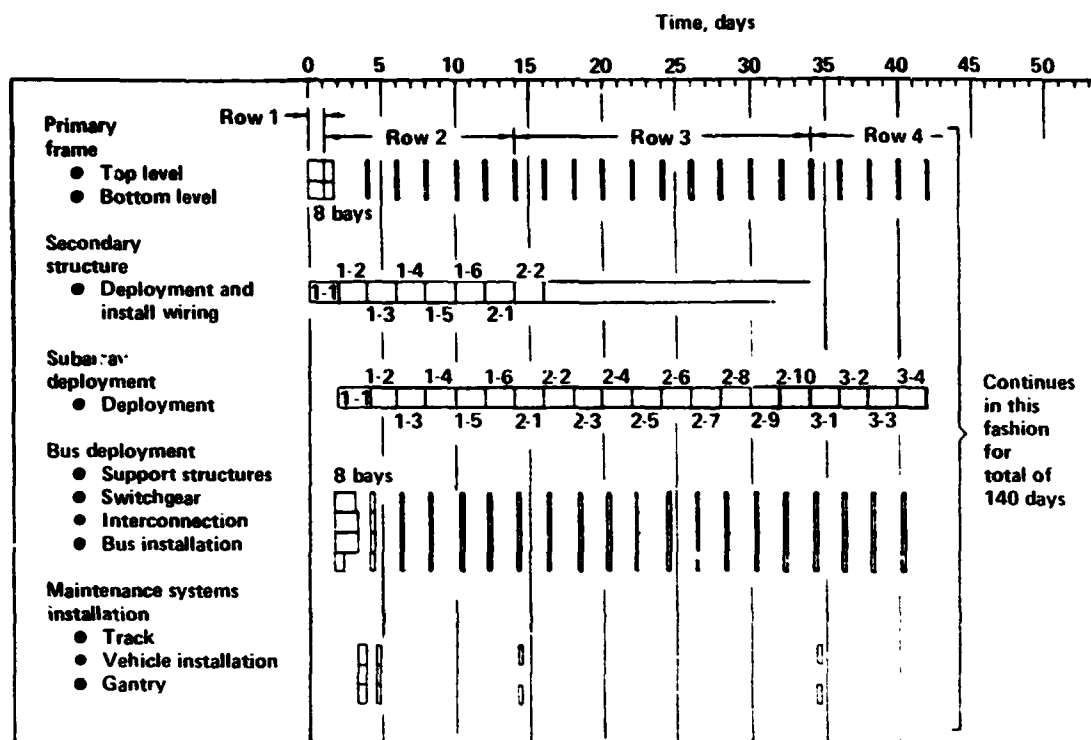 Time, days
0 5 10 15 20 25 30 35 40 45 50
Row 1
Row 2
Row 3
Row 4
Primary
frame
● Top level
● Bottom level
8 bays
Secondary
structure
● Deployment and
install wiring
1-2 1-4 1-6 2-2
1-1
1-3 1-5 2-1
deployment
● Deployment
1-2 1-4 1-6 2-2 2-4 2-6 2-8 2-10 3-2 3-4
1-1
1-3 1-5 2-1 2-3 2-5 2-7 2-9 3-1 3-3
Bus deployment
● Support structures
● Switchgear
● Interconnection
● Bus installation
8 bays
Maintenance systems
installation
● Track
● Vehicle installation
● Gantry
Continues
in this
fashion
for
total of
140 days